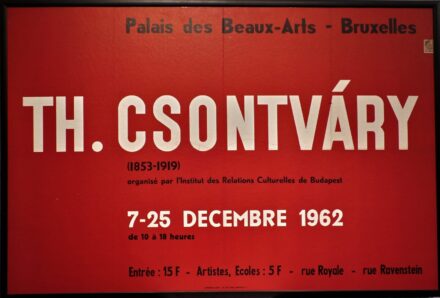 Palais des Beaux-Arts - Bruxelles
TH. CSONTVÁRY
(1853-1919)
organisé par l'Institut des Relations Culturelles de Budapest
7-25 DECEMBRE 1962
de 10 à 18 heures
Entrée : 15 F - Artistes, Ecoles : 5 F - rue Royale - rue Ravenstein